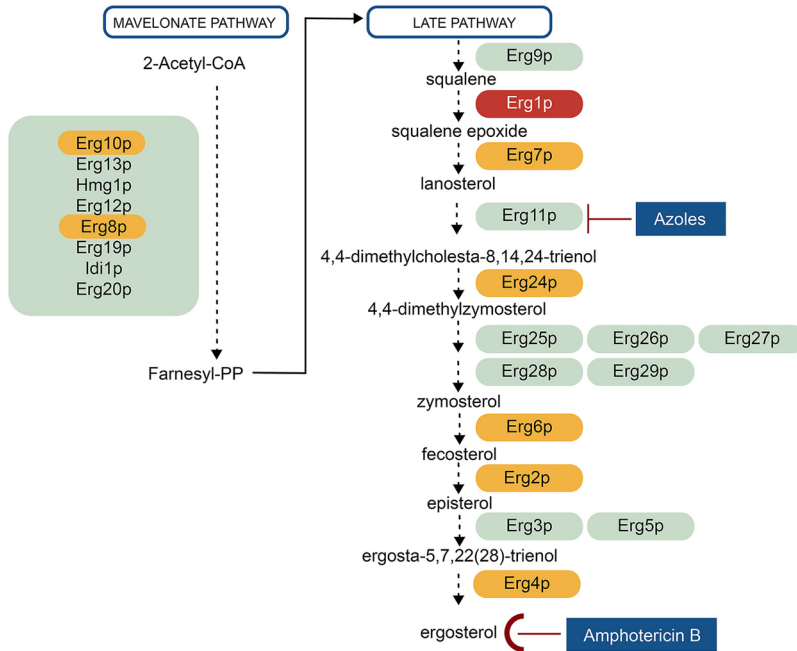 MAVELONATE PATHWAY
2-Acetyl-CoA
Erg10p
Erg13p
Hmg1p
Erg12p
Erg8p
Erg19p
Idi1p
Erg20p
Farnesyl-PP
LATE PATHWAY
Erg9p
squalene
Erg1p
squalene epoxide
Erg7p
lanosterol
Erg11p
Azoles
4,4-dimethylcholesta-8,14,24-trienol
Erg24p
4,4-dimethylzymosterol
Erg25p Erg26p Erg27p
Erg28p Erg29p
zymosterol
Erg6p
fecosterol
Erg2p
episterol
Erg3p Erg5p
ergosta-5,7,22(28)-trienol
Erg4p
ergosterol
Amphotericin B